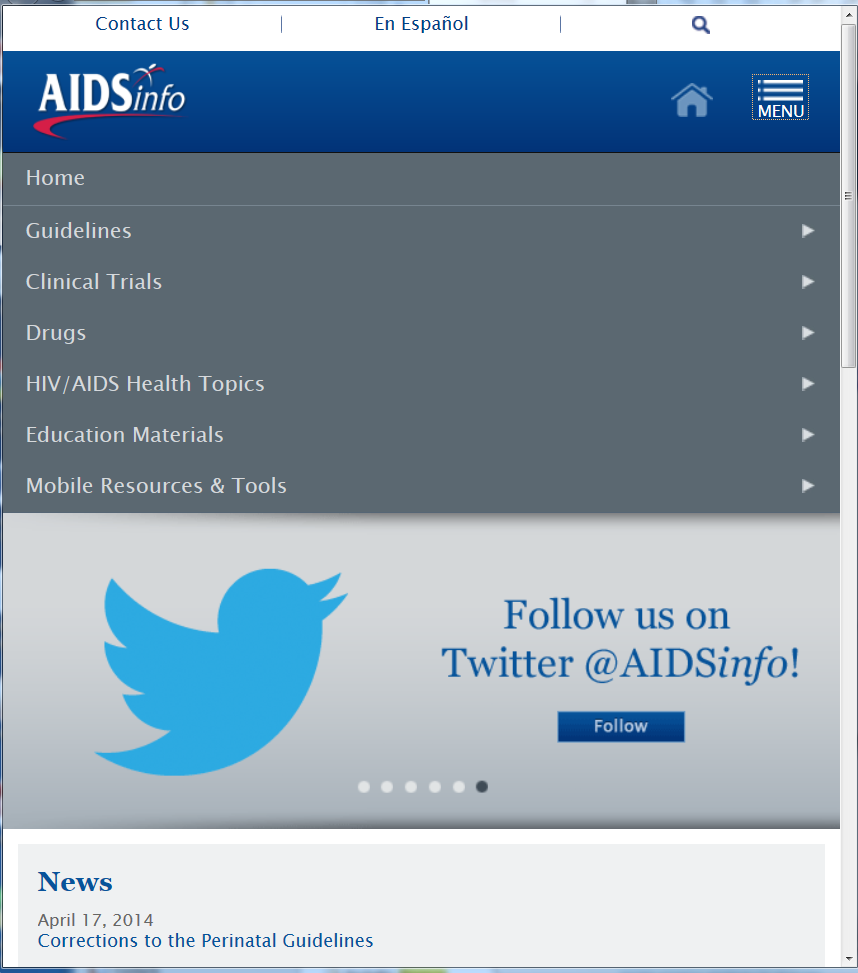 Contact Us
En Español
AIDSinfo
MENU
Home
Guidelines
Clinical Trials
Drugs
HIV/AIDS Health Topics
Education Materials
Mobile Resources & Tools
Follow us on
Twitter @AIDSinfo!
Follow
News
April 17, 2014
Corrections to the Perinatal Guidelines